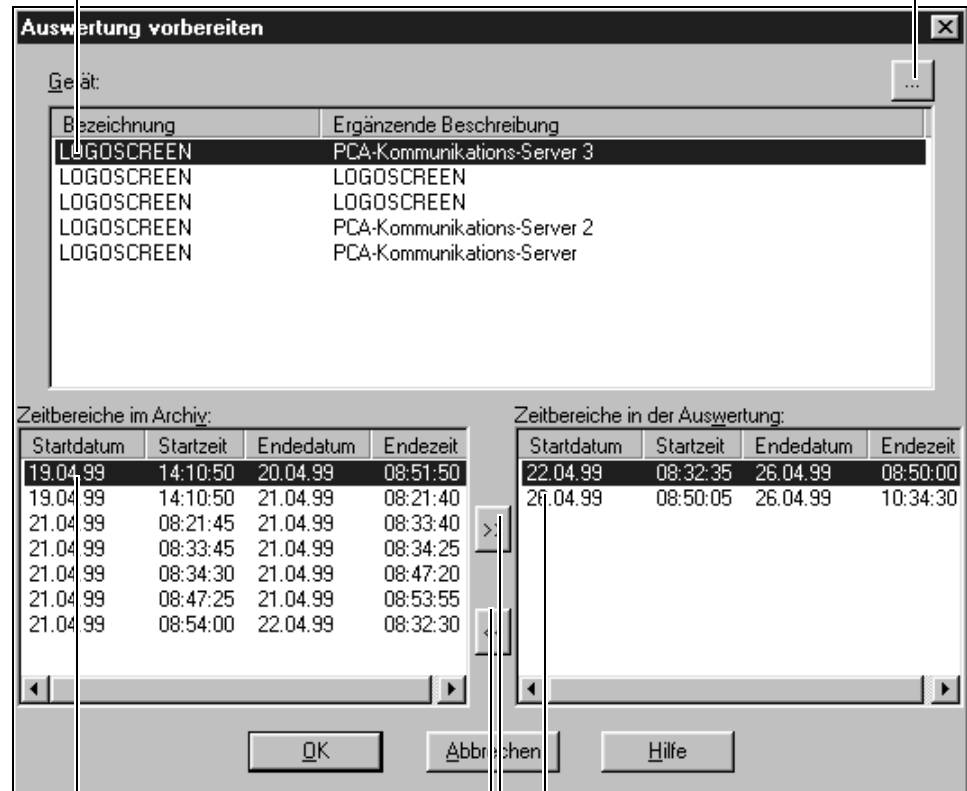 Auswertung vorbereiten
Gerät:
...
Bezeichnung Ergänzende Beschreibung
LOGOSCREEN PCA-Kommunikations-Server 3
LOGOSCREEN LOGOSCREEN
LOGOSCREEN LOGOSCREEN
LOGOSCREEN PCA-Kommunikations-Server 2
LOGOSCREEN PCA-Kommunikations-Server
Zeitbereiche im Archiv:
Startdatum Startzeit Endedatum Endezeit
19.04.99 14:10:50 20.04.99 08:51:50
19.04.99 14:10:50 21.04.99 08:21:40
21.04.99 08:21:45 21.04.99 08:33:40
21.04.99 08:33:45 21.04.99 08:34:25
21.04.99 08:34:30 21.04.99 08:47:20
21.04.99 08:47:25 21.04.99 08:53:55
21.04.99 08:54:00 22.04.99 08:32:30
>>
<<
Zeitbereiche in der Auswertung:
Startdatum Startzeit Endedatum Endezeit
22.04.99 08:32:35 26.04.99 08:50:00
26.04.99 08:50:05 26.04.99 10:34:30
OK Abbrechen Hilfe